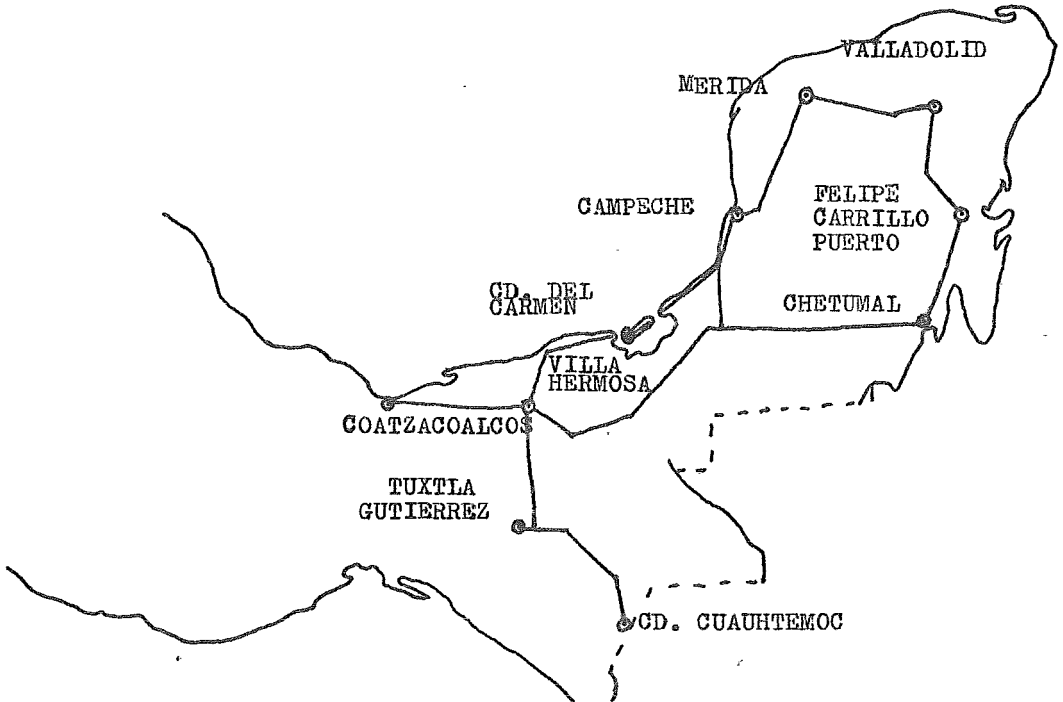 VALLADOLID
MERIDA
CAMPECHE
FELIPE
CARRILLO
PUERTO
CD. DEL
CARMEN
CHETUMAL
VILLA
HERMOSA
COATZACOALCOS
TUXTLA
GUTIERREZ
CD. CUAUHTEMOC